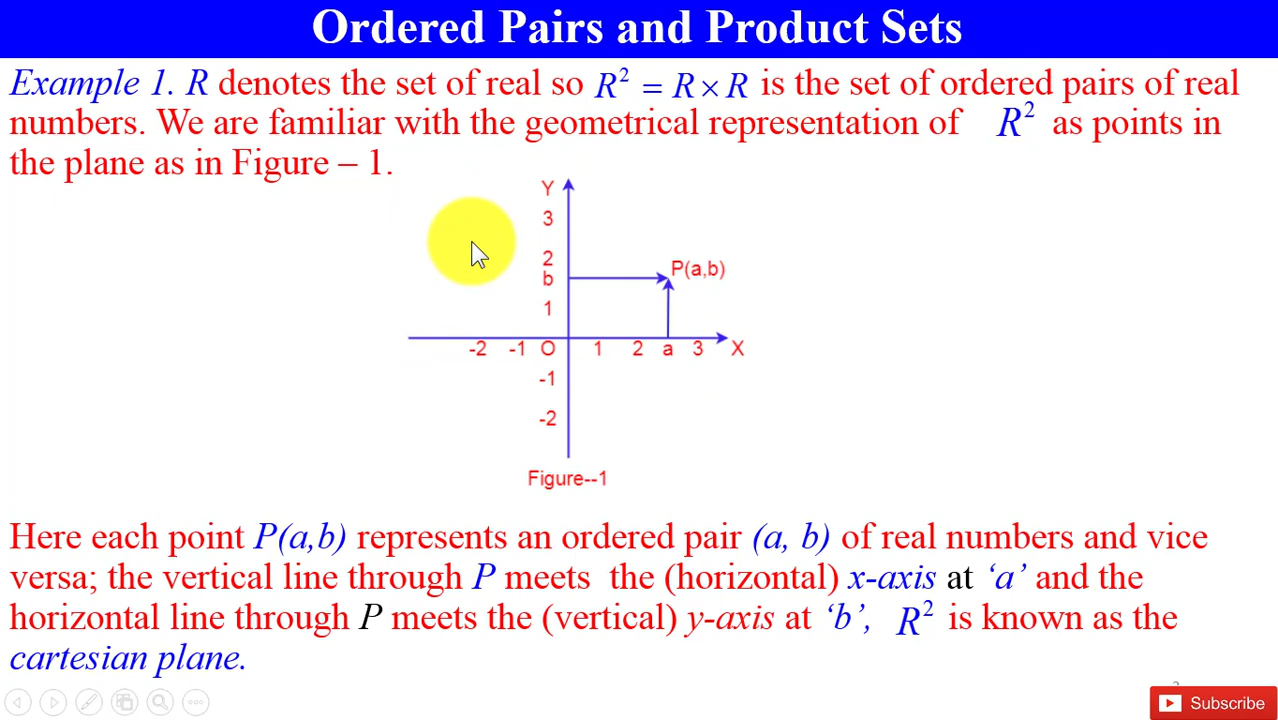 Ordered Pairs and Product Sets
Example 1. R denotes the set of real so R² = R × R is the set of ordered pairs of real
numbers. We are familiar with the geometrical representation of R² as points in
the plane as in Figure – 1.
Y
3
2
b
P(a,b)
1
-2 -1 O 1 2 a 3 X
-1
-2
Figure--1
Here each point P(a,b) represents an ordered pair (a, b) of real numbers and vice
versa; the vertical line through P meets the (horizontal) x-axis at ‘a’ and the
horizontal line through P meets the (vertical) y-axis at ‘b’, R² is known as the
cartesian plane.
Subscribe